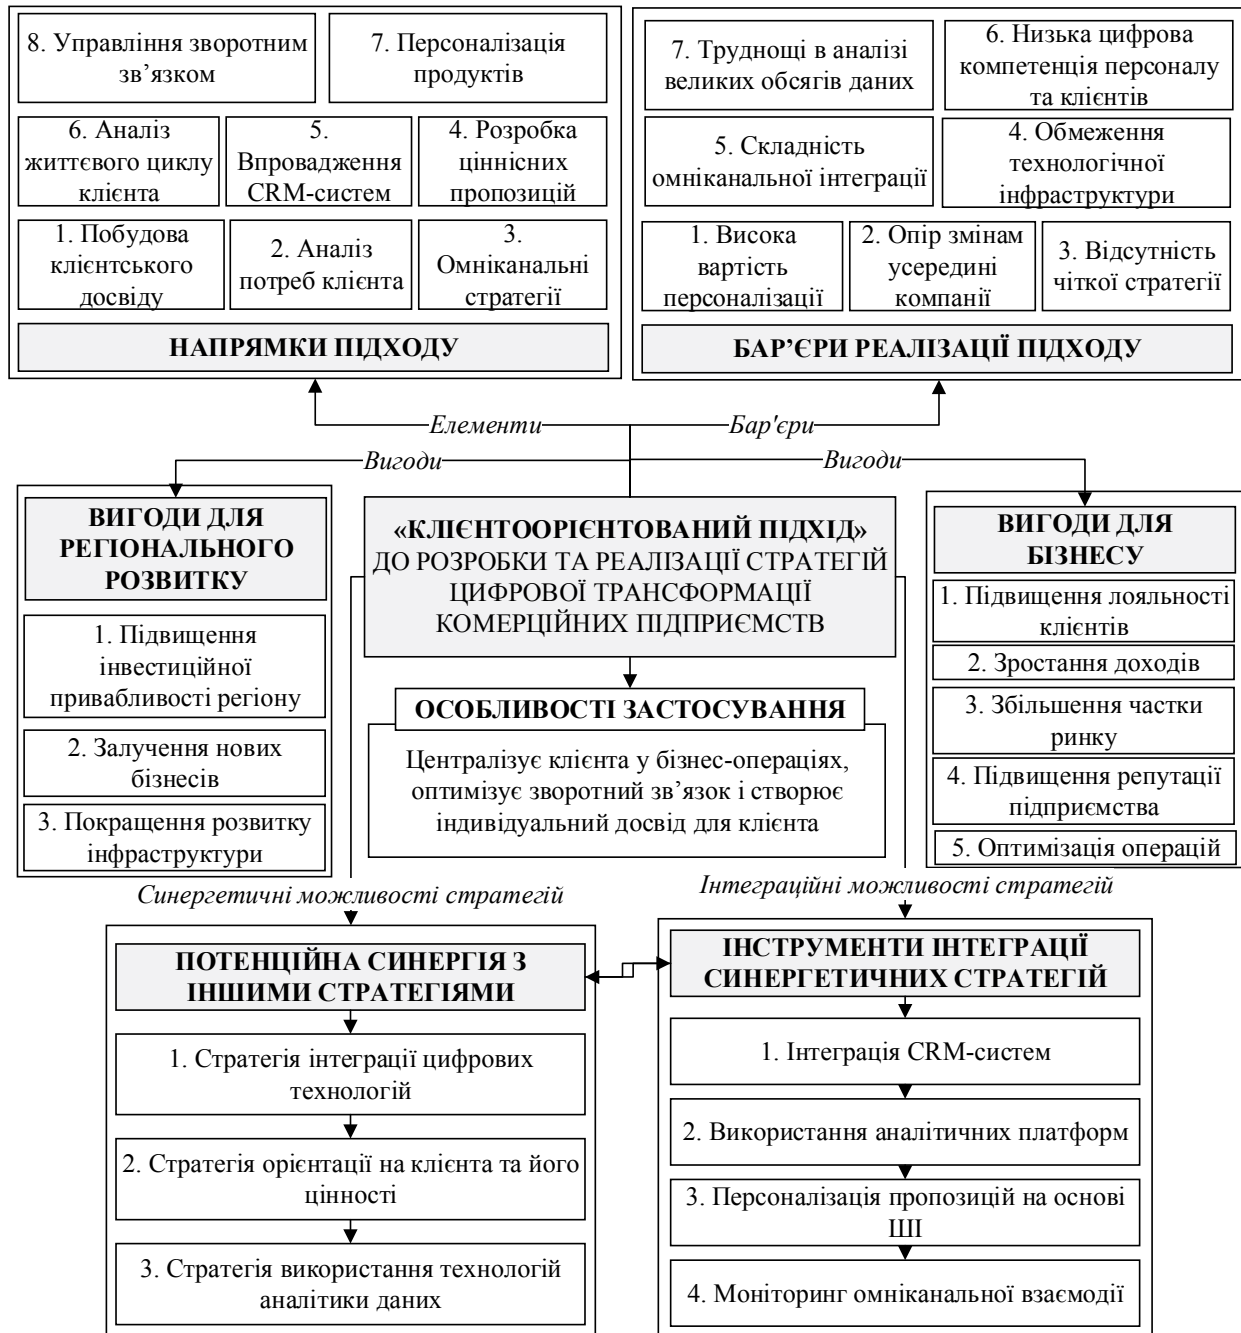 8. Управління зворотним
зв’язком
7. Персоналізація
продуктів
6. Аналіз
життєвого циклу
клієнта
5.
Впровадження
CRM-систем
4. Розробка
ціннісних
пропозицій
1. Побудова
клієнтського
досвіду
2. Аналіз
потреб клієнта
3.
Омніканальні
стратегії
НАПРЯМКИ ПІДХОДУ
7. Труднощі в аналізі
великих обсягів даних
6. Низька цифрова
компетенція персоналу
та клієнтів
5. Складність
омніканальної інтеграції
4. Обмеження
технологічної
інфраструктури
1. Висока
вартість
персоналізації
2. Опір змінам
усередині
компанії
3. Відсутність
чіткої стратегії
БАР’ЄРИ РЕАЛІЗАЦІЇ ПІДХОДУ
Елементи
Бар'єри
Вигоди
Вигоди
ВИГОДИ ДЛЯ
РЕГІОНАЛЬНОГО
РОЗВИТКУ
1. Підвищення
інвестиційної
привабливості регіону
2. Залучення нових
бізнесів
3. Покращення розвитку
інфраструктури
«КЛІЄНТООРІЄНТОВАНИЙ ПІДХІД»
ДО РОЗРОБКИ ТА РЕАЛІЗАЦІЇ СТРАТЕГІЙ
ЦИФРОВОЇ ТРАНСФОРМАЦІЇ
КОМЕРЦІЙНИХ ПІДПРИЄМСТВ
ОСОБЛИВОСТІ ЗАСТОСУВАННЯ
Централізує клієнта у бізнес-операціях,
оптимізує зворотний зв’язок і створює
індивідуальний досвід для клієнта
ВИГОДИ ДЛЯ
БІЗНЕСУ
1. Підвищення лояльності
клієнтів
2. Зростання доходів
3. Збільшення частки
ринку
4. Підвищення репутації
підприємства
5. Оптимізація операцій
Синергетичні можливості стратегій
Інтеграційні можливості стратегій
ПОТЕНЦІЙНА СИНЕРГІЯ З
ІНШИМИ СТРАТЕГІЯМИ
1. Стратегія інтеграції цифрових
технологій
2. Стратегія орієнтації на клієнта та його
цінності
3. Стратегія використання технологій
аналітики даних
ІНСТРУМЕНТИ ІНТЕГРАЦІЇ
СИНЕРГЕТИЧНИХ СТРАТЕГІЙ
1. Інтеграція CRM-систем
2. Використання аналітичних платформ
3. Персоналізація пропозицій на основі
ШІ
4. Моніторинг омніканальної взаємодії